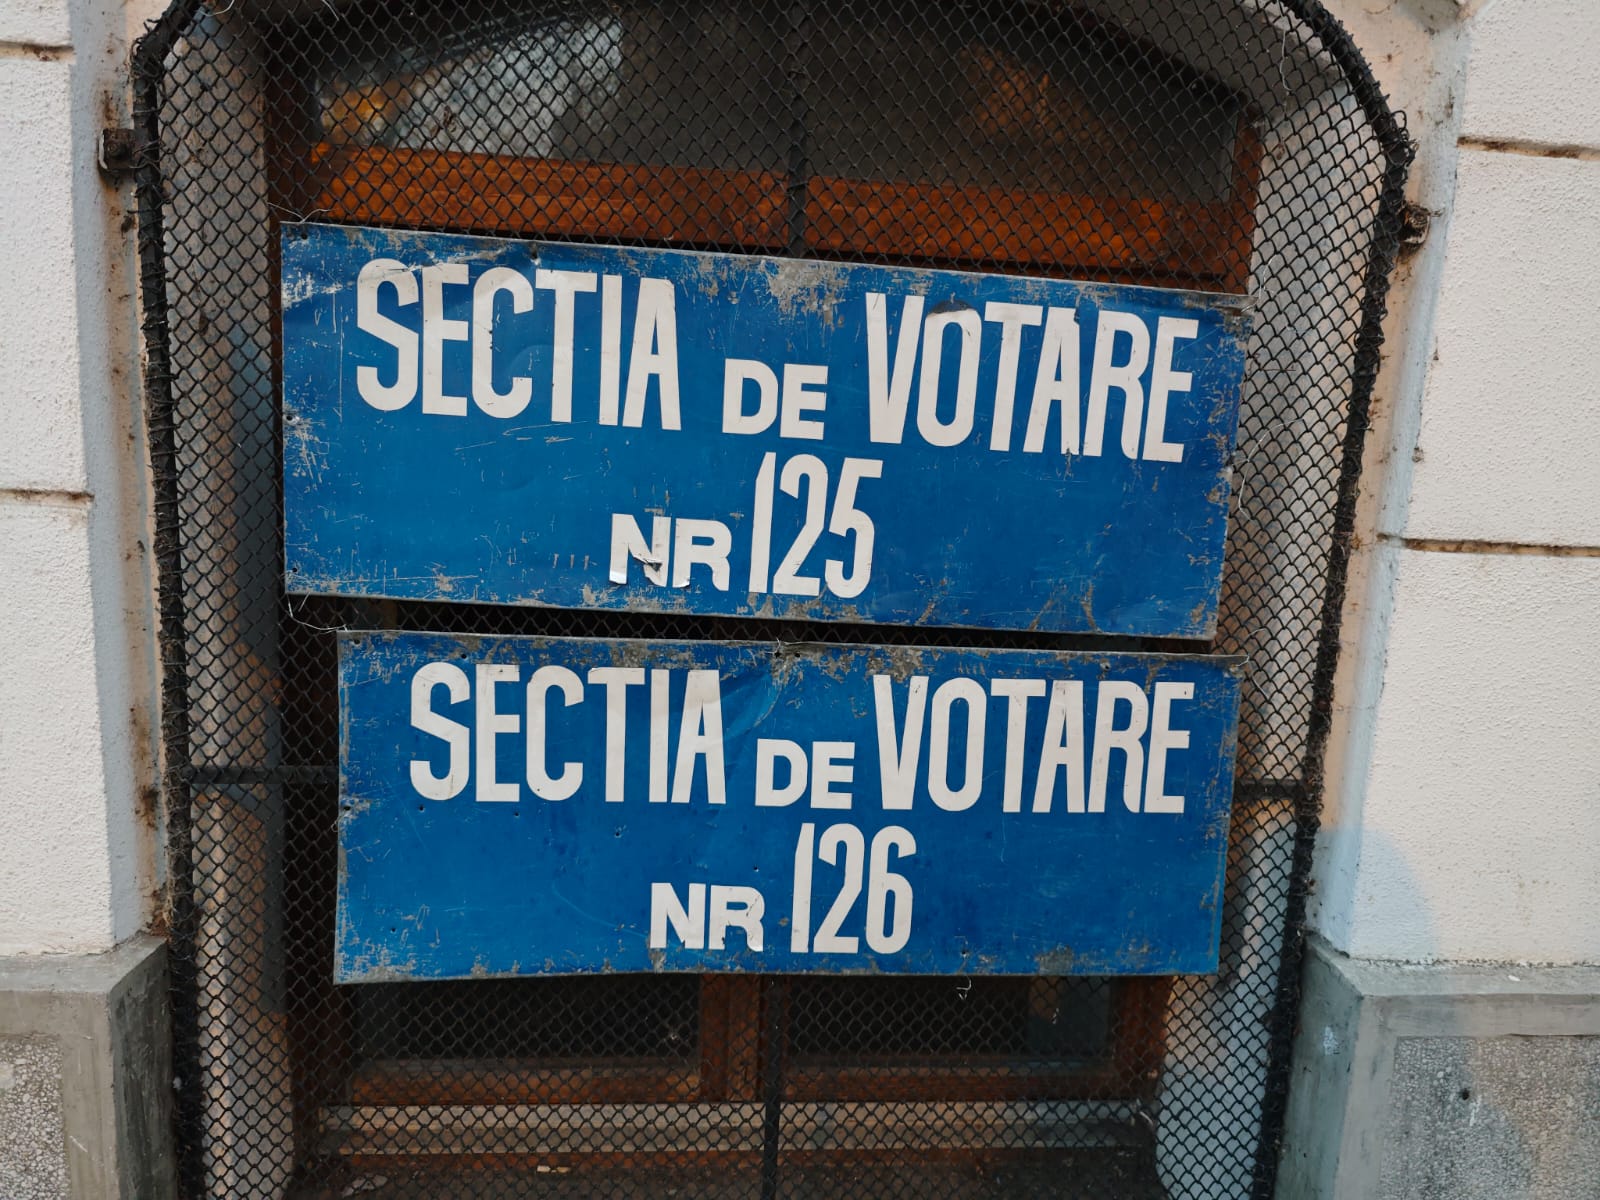 SECTIA DE VOTARE
NR 125
SECTIA DE VOTARE
NR 126